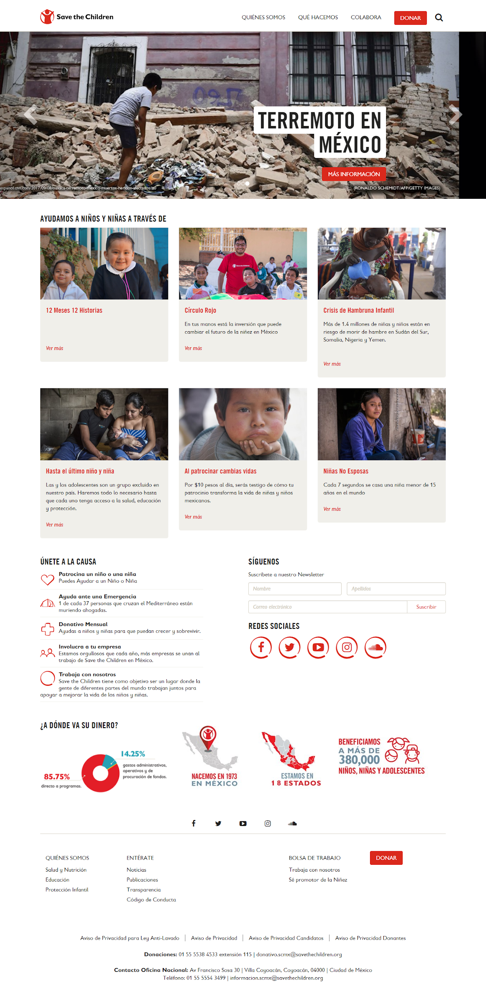 Save the Children
QUIÉNES SOMOS
QUÉ HACEMOS
COLABORA
DONAR
TERREMOTO EN
MÉXICO
MÁS INFORMACIÓN
espanol.cnn.com/2017/09/08/oaxaca-terremoto-mexico-muertos-heridos-afectados/#0
(RONALDO SCHEMIDT/AFP/GETTY IMAGES)
AYUDAMOS A NIÑOS Y NIÑAS A TRAVÉS DE
Save the Children
12 Meses 12 Historias
Ver más
Círculo Rojo
En tus manos está la inversión que puede
cambiar el futuro de la niñez en México
Ver más
Crisis de Hambruna Infantil
Más de 1.4 millones de niñas y niños están en
riesgo de morir de hambre en Sudán del Sur,
Somalia, Nigeria y Yemen.
Ver más
Hasta el último niño y niña
Las y los adolescentes son un grupo excluido en
nuestro país. Haremos todo lo necesario hasta
que cada uno tenga acceso a la salud, educación
y protección.
Ver más
Al patrocinar cambias vidas
Por $10 pesos al día, serás testigo de cómo tu
patrocinio transforma la vida de niñas y niños
mexicanos.
Ver más
Niñas No Esposas
Cada 7 segundos se casa una niña menor de 15
años en el mundo
Ver más
ÚNETE A LA CAUSA
Patrocina un niño o una niña
Puedes Ayudar a un Niño o Niña
Ayuda ante una Emergencia
1 de cada 37 personas que cruzan el Mediterráneo están
muriendo ahogadas.
Donativo Mensual
Ayudas a niños y niñas para que puedan crecer y sobrevivir.
Involucra a tu empresa
Estamos orgullosos que cada año, más empresas se unan al
trabajo de Save the Children en México.
Trabaja con nosotros
Save the Children tiene como objetivo ser un lugar donde la
gente de diferentes partes del mundo trabajan juntos para
apoyar a mejorar la vida de los niños y niñas.
SÍGUENOS
Suscríbete a nuestro Newsletter
Nombre
Apellidos
Correo electrónico
Suscribir
REDES SOCIALES
¿A DÓNDE VA SU DINERO?
14.25%
gastos administrativos,
operativos y de
procuración de fondos.
85.75%
directo a programas.
NACEMOS EN 1973
EN MÉXICO
ESTAMOS EN
18 ESTADOS
BENEFICIAMOS
A MÁS DE
380,000
NIÑOS, NIÑAS Y ADOLESCENTES
QUIÉNES SOMOS
Salud y Nutrición
Educación
Protección Infantil
ENTÉRATE
Noticias
Publicaciones
Transparencia
Código de Conducta
BOLSA DE TRABAJO
Trabaja con nosotros
Sé promotor de la Niñez
DONAR
Aviso de Privacidad para Ley Anti-Lavado | Aviso de Privacidad | Aviso de Privacidad Candidatos | Aviso de Privacidad Donantes
Donaciones: 01 55 5538 4533 extensión 115 | donativo.scmx@savethechildren.org
Contacto Oficina Nacional: Av Francisco Sosa 30 | Villa Coyoacán, Coyoacán, 04000 | Ciudad de México
Teléfono: 01 55 5554 3499 | informacion.scmx@savethechildren.org